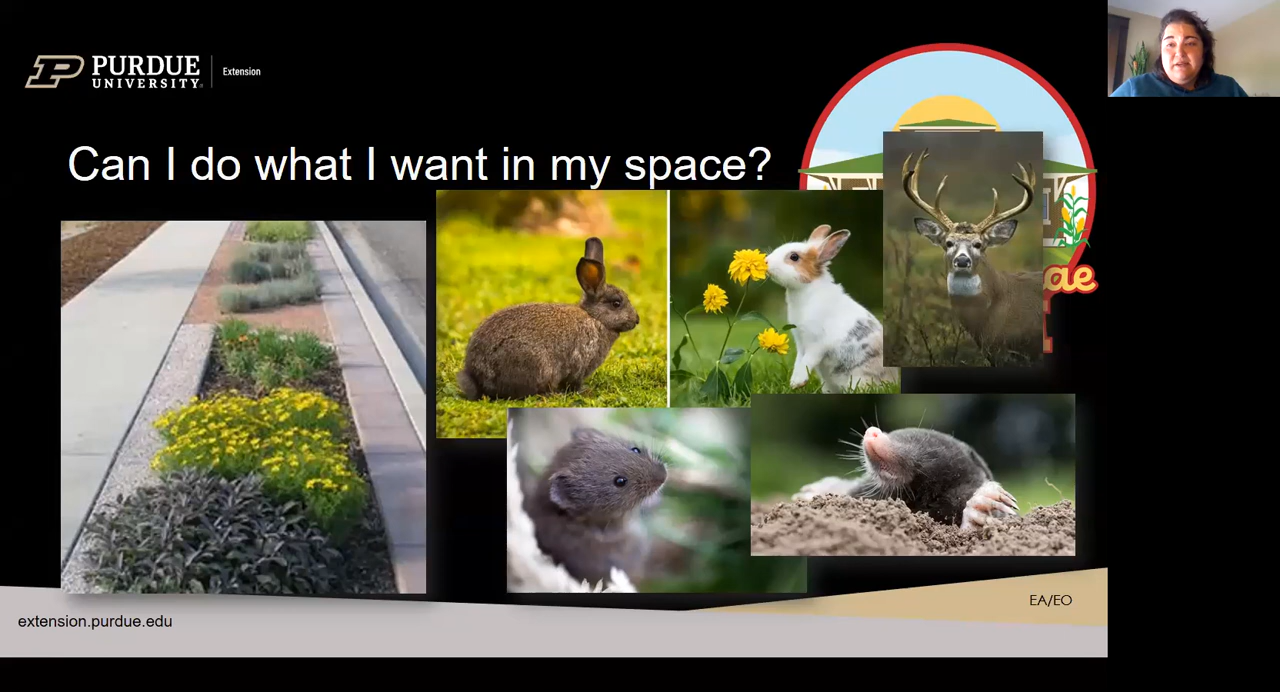 PURDUE
UNIVERSITY
Extension
Can I do what I want in my space?
EA/EO
extension.purdue.edu